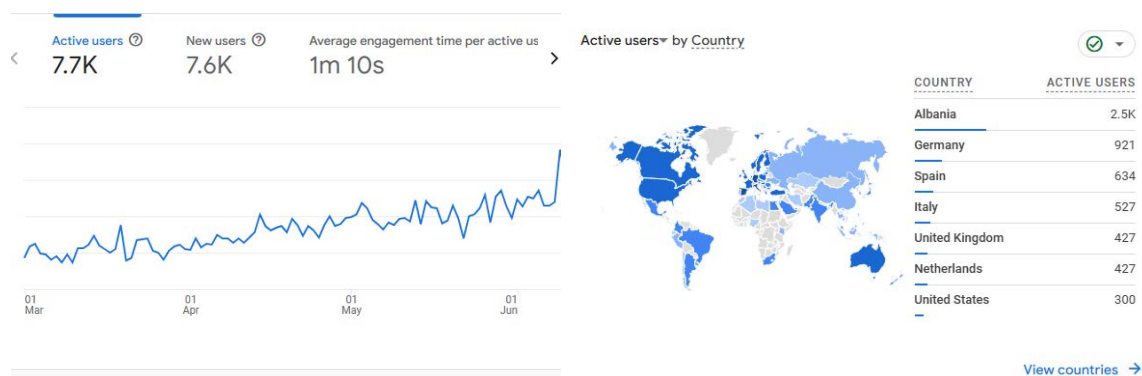 Active users
7.7K
New users
7.6K
Average engagement time per active us
1m 10s
01
Mar
01
Apr
01
May
01
Jun
Active users by Country
COUNTRY ACTIVE USERS
Albania 2.5K
Germany 921
Spain 634
Italy 527
United Kingdom 427
Netherlands 427
United States 300
View countries